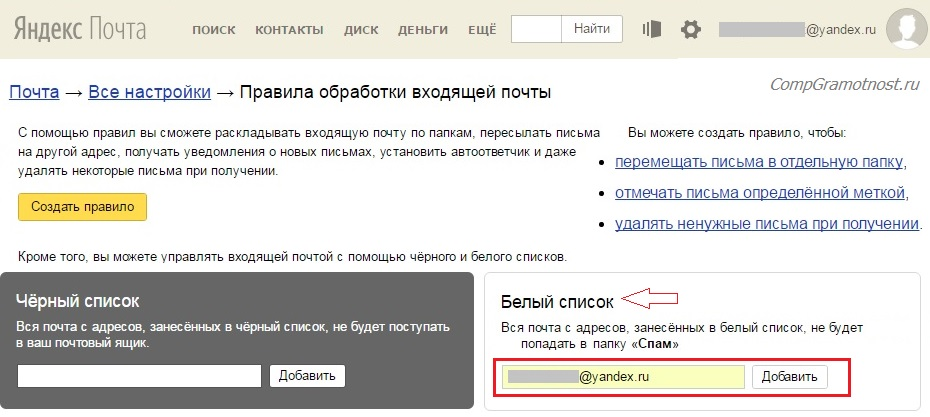 Яндекс Почта ПОИСК КОНТАКТЫ ДИСК ДЕНЬГИ ЕЩЁ Найти @yandex.ru
CompGramotnost.ru
Почта → Все настройки → Правила обработки входящей почты
С помощью правил вы сможете раскладывать входящую почту по папкам, пересылать письма
на другой адрес, получать уведомления о новых письмах, установить автоответчик и даже
удалять некоторые письма при получении.
Создать правило
Вы можете создать правило, чтобы:
• перемещать письма в отдельную папку,
• отмечать письма определённой меткой,
• удалять ненужные письма при получении.
Кроме того, вы можете управлять входящей почтой с помощью чёрного и белого списков.
Чёрный список
Вся почта с адресов, занесённых в чёрный список, не будет поступать
в ваш почтовый ящик.
Добавить
Белый список
Вся почта с адресов, занесённых в белый список, не будет
попадать в папку «Спам»
@yandex.ru Добавить